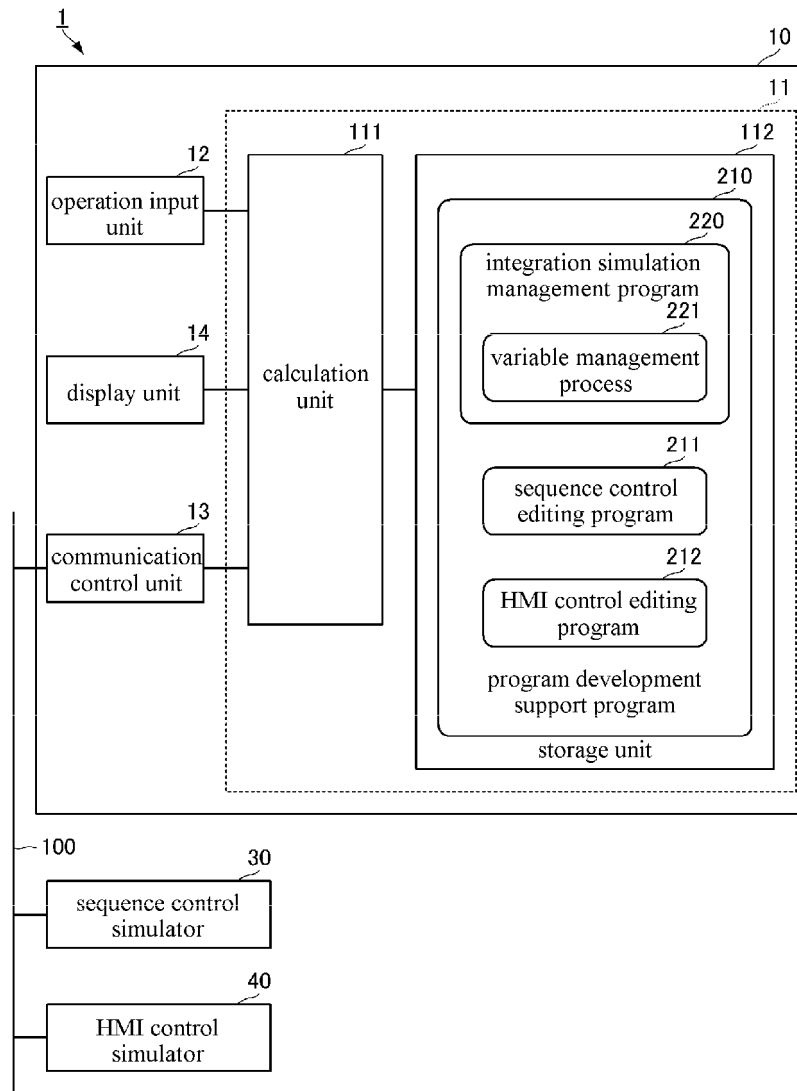 1
10
11
111
112
12
operation input
unit
210
220
integration simulation
management program
221
variable management
process
14
display unit
calculation
unit
211
sequence control
editing program
13
communication
control unit
212
HMI control editing
program
program development
support program
storage unit
100
30
sequence control
simulator
40
HMI control
simulator